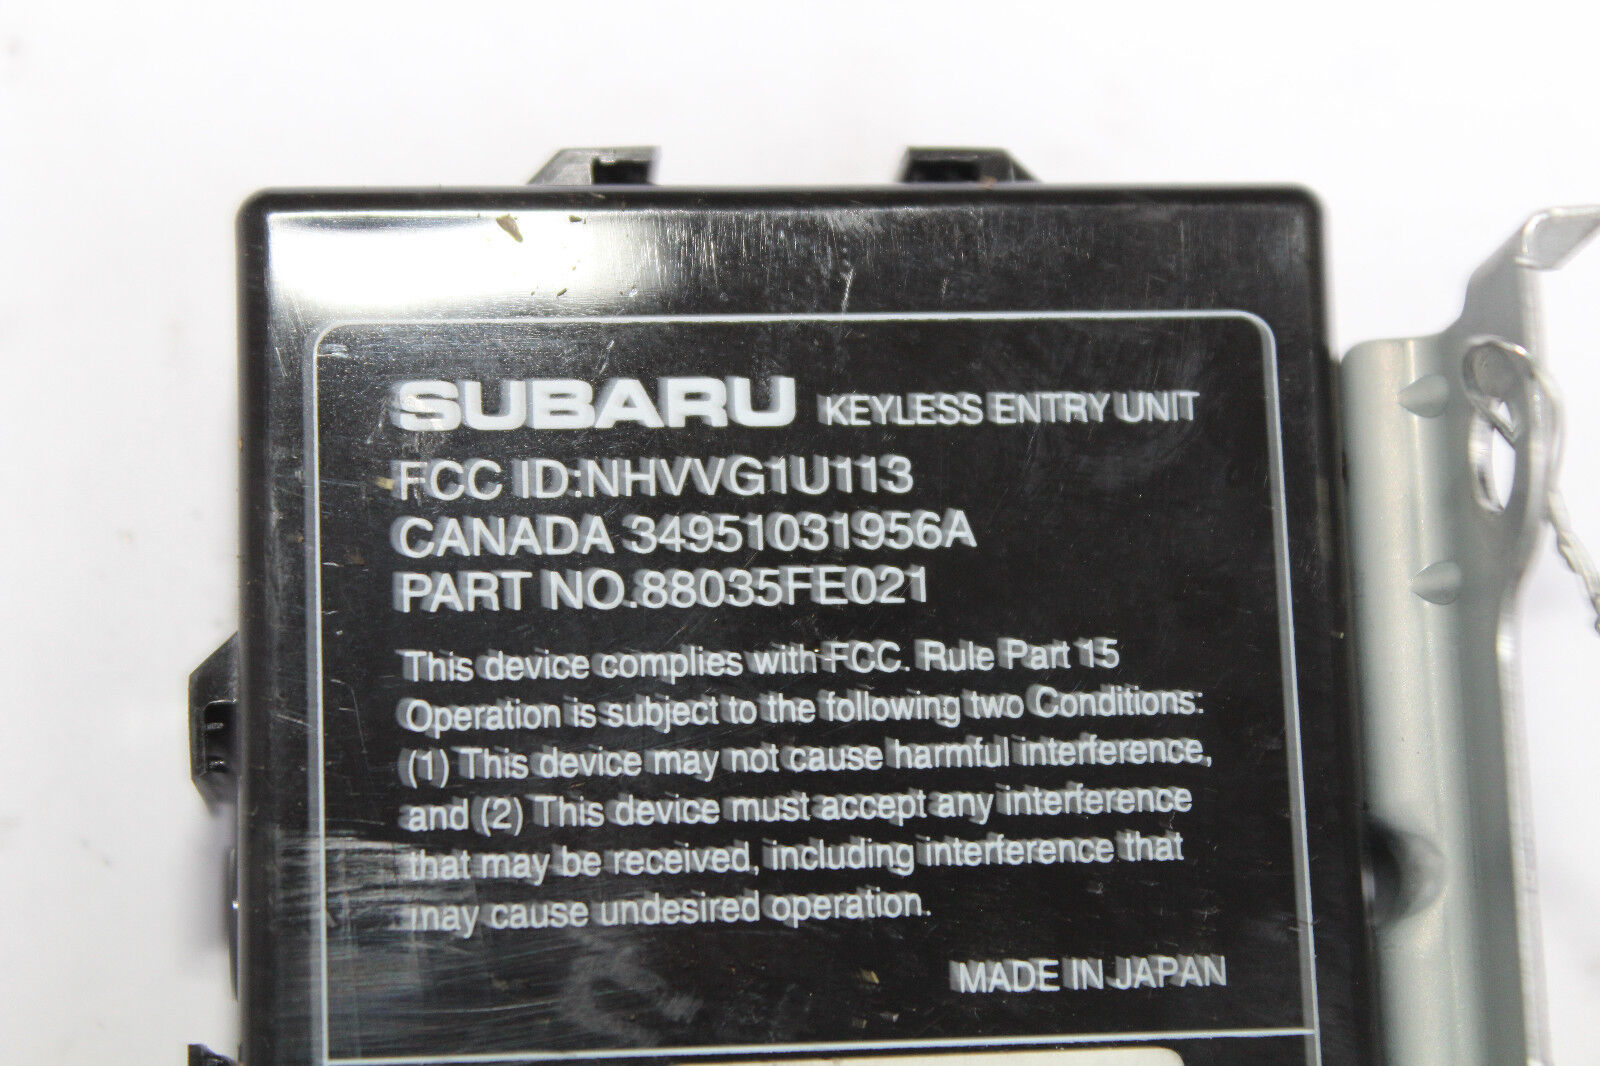 SUBARU KEYLESS ENTRY UNIT
FCC ID:NHVVG1U113
CANADA 34951031956A
PART NO.88035FE021
This device complies with FCC. Rule Part 15
Operation is subject to the following two Conditions:
(1) This device may not cause harmful interference,
and (2) This device must accept any interference
that may be received, including interference that
may cause undesired operation.
MADE IN JAPAN